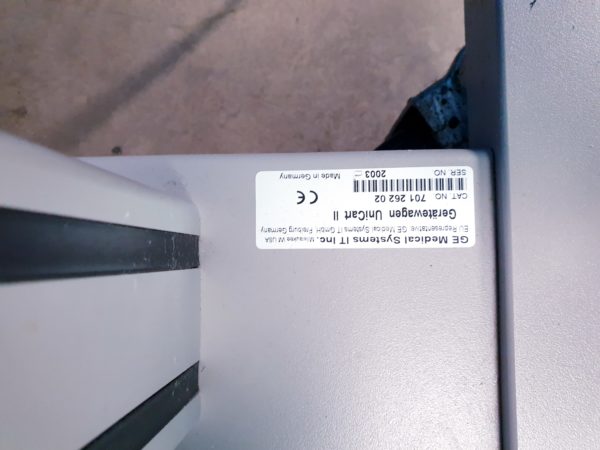 GE Medical Systems IT Inc. Milwaukee WI USA
EU Representative: GE Medical Systems IT GmbH Freiburg Germany
Gerätewagen UniCart II
CAT NO 701 262 02
CE
SER NO 2003
Made in Germany